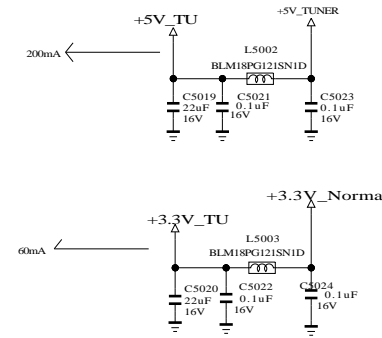 +5V_TU
+5V_TUNER
200mA
L5002
BLM18PG121SN1D
C5019
22uF
16V
C5021
0.1uF
16V
C5023
0.1uF
16V
+3.3V_Norma
+3.3V_TU
60mA
L5003
BLM18PG121SN1D
C5020
22uF
16V
C5022
0.1uF
16V
C5024
0.1uF
16V